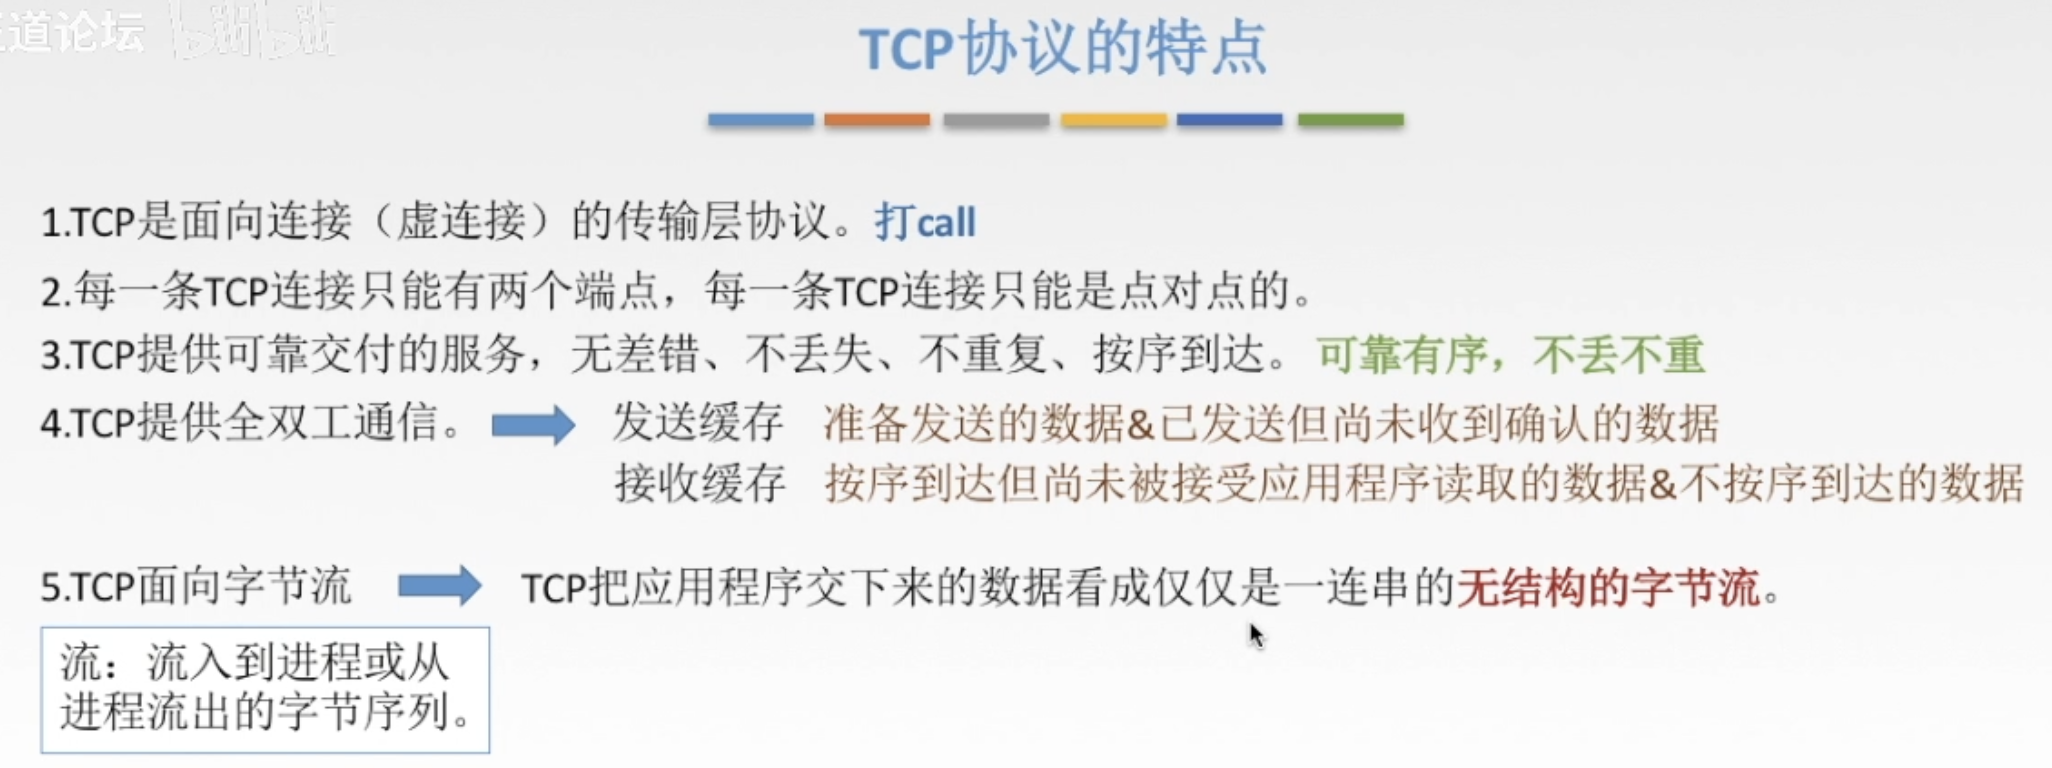 道论坛 bilibili
TCP协议的特点
1.TCP是面向连接（虚连接）的传输层协议。打call
2.每一条TCP连接只能有两个端点，每一条TCP连接只能是点对点的。
3.TCP提供可靠交付的服务，无差错、不丢失、不重复、按序到达。 可靠有序，不丢不重
4.TCP提供全双工通信。 发送缓存 准备发送的数据&已发送但尚未收到确认的数据
接收缓存 按序到达但尚未被接受应用程序读取的数据&不按序到达的数据
5.TCP面向字节流 TCP把应用程序交下来的数据看成仅仅是一连串的无结构的字节流。
流：流入到进程或从
进程流出的字节序列。